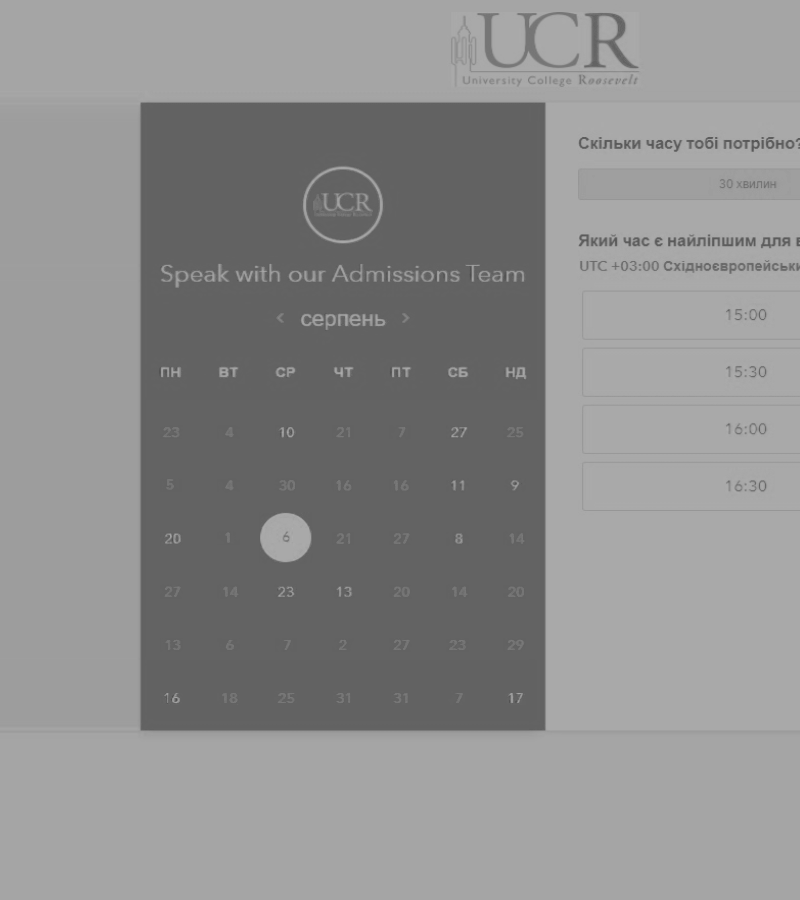 UCR
University College Roosevelt
UCR
Speak with our Admissions Team
< серпень >
ПН ВТ СР ЧТ ПТ СБ НД
23 4 10 21 7 27 25
5 4 30 16 16 11 9
20 1 6 21 27 8 14
27 14 23 13 20 14 20
13 6 7 2 27 23 29
16 18 25 31 31 7 17
Скільки часу тобі потрібно?
30 хвилин
Який час є найліпшим для в
UTC +03:00 Східноєвропейськи
15:00
15:30
16:00
16:30